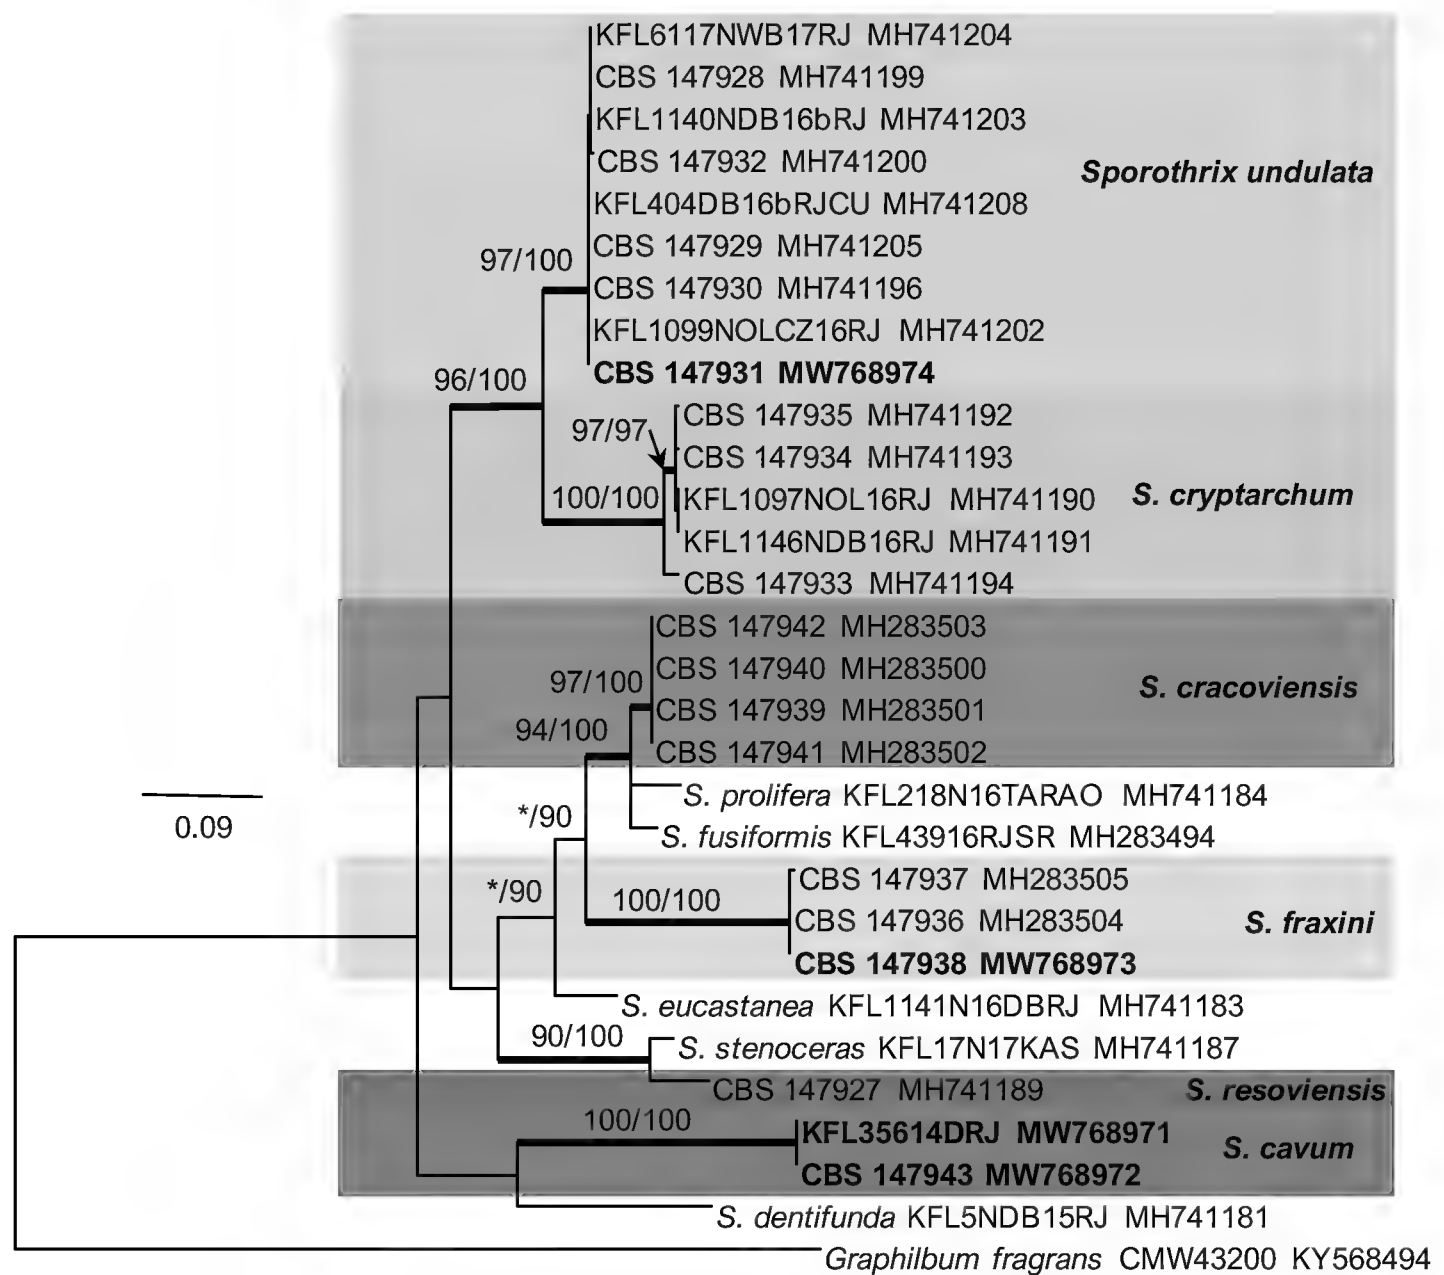 KFL6117NWB17RJ MH741204
CBS 147928 MH741199
KFL1140NDB16bRJ MH741203
CBS 147932 MH741200
Sporothrix undulata
KFL404DB16bRJCU MH741208
CBS 147929 MH741205
97/100
CBS 147930 MH741196
KFL1099NOLCZ16RJ MH741202
CBS 147931 MW768974
96/100
CBS 147935 MH741192
97/97
CBS 147934 MH741193
100/100
KFL1097NOL16RJ MH741190
S. cryptarchum
KFL1146NDB16RJ MH741191
CBS 147933 MH741194
CBS 147942 MH283503
CBS 147940 MH283500
97/100
S. cracoviensis
CBS 147939 MH283501
94/100
CBS 147941 MH283502
S. prolifera KFL218N16TARAO MH741184
0.09
*/90
S. fusiformis KFL43916RJSR MH283494
CBS 147937 MH283505
*/90
100/100
CBS 147936 MH283504
S. fraxini
CBS 147938 MW768973
S. eucastanea KFL1141N16DBRJ MH741183
90/100
S. stenoceras KFL17N17KAS MH741187
CBS 147927 MH741189
S. resoviensis
100/100
KFL35614DRJ MW768971
S. cavum
CBS 147943 MW768972
S. dentifunda KFL5NDB15RJ MH741181
Graphilbum fragrans CMW43200 KY568494